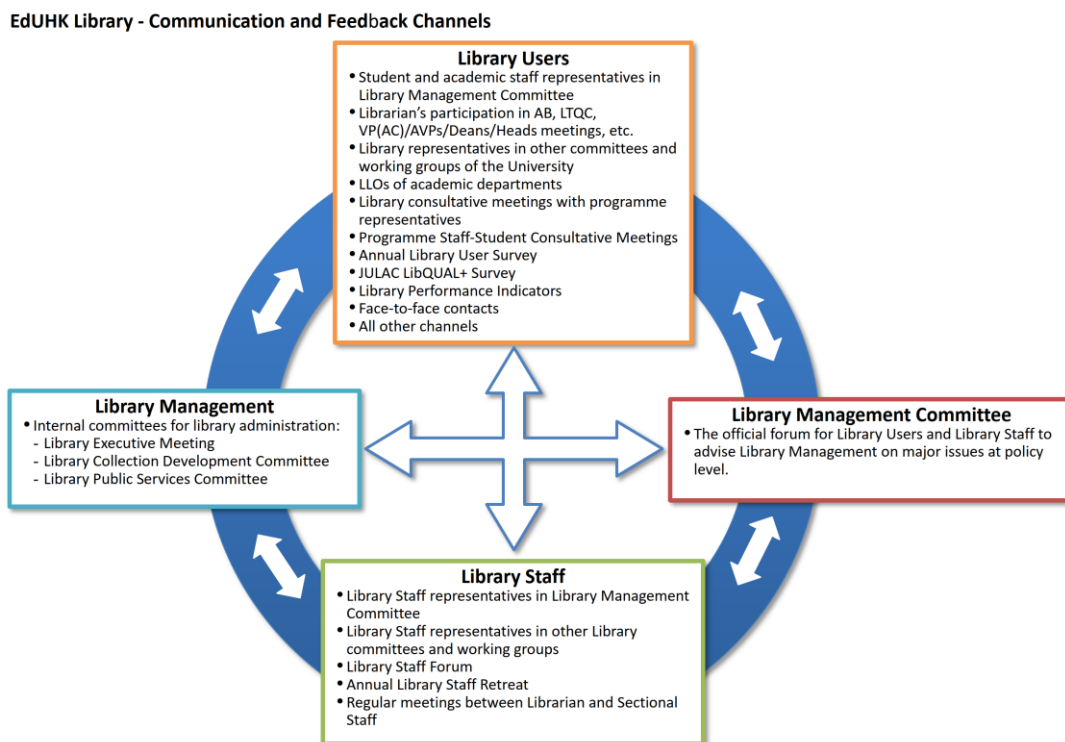 EdUHK Library - Communication and Feedback Channels
Library Users
• Student and academic staff representatives in
Library Management Committee
• Librarian’s participation in AB, LTQC,
VP(AC)/AVPs/Deans/Heads meetings, etc.
• Library representatives in other committees and
working groups of the University
• LLOs of academic departments
• Library consultative meetings with programme
representatives
• Programme Staff-Student Consultative Meetings
• Annual Library User Survey
• JULAC LibQUAL+ Survey
• Library Performance Indicators
• Face-to-face contacts
• All other channels
Library Management
• Internal committees for library administration:
- Library Executive Meeting
- Library Collection Development Committee
- Library Public Services Committee
Library Management Committee
• The official forum for Library Users and Library Staff to
advise Library Management on major issues at policy
level.
Library Staff
• Library Staff representatives in Library Management
Committee
• Library Staff representatives in other Library
committees and working groups
• Library Staff Forum
• Annual Library Staff Retreat
• Regular meetings between Librarian and Sectional
Staff